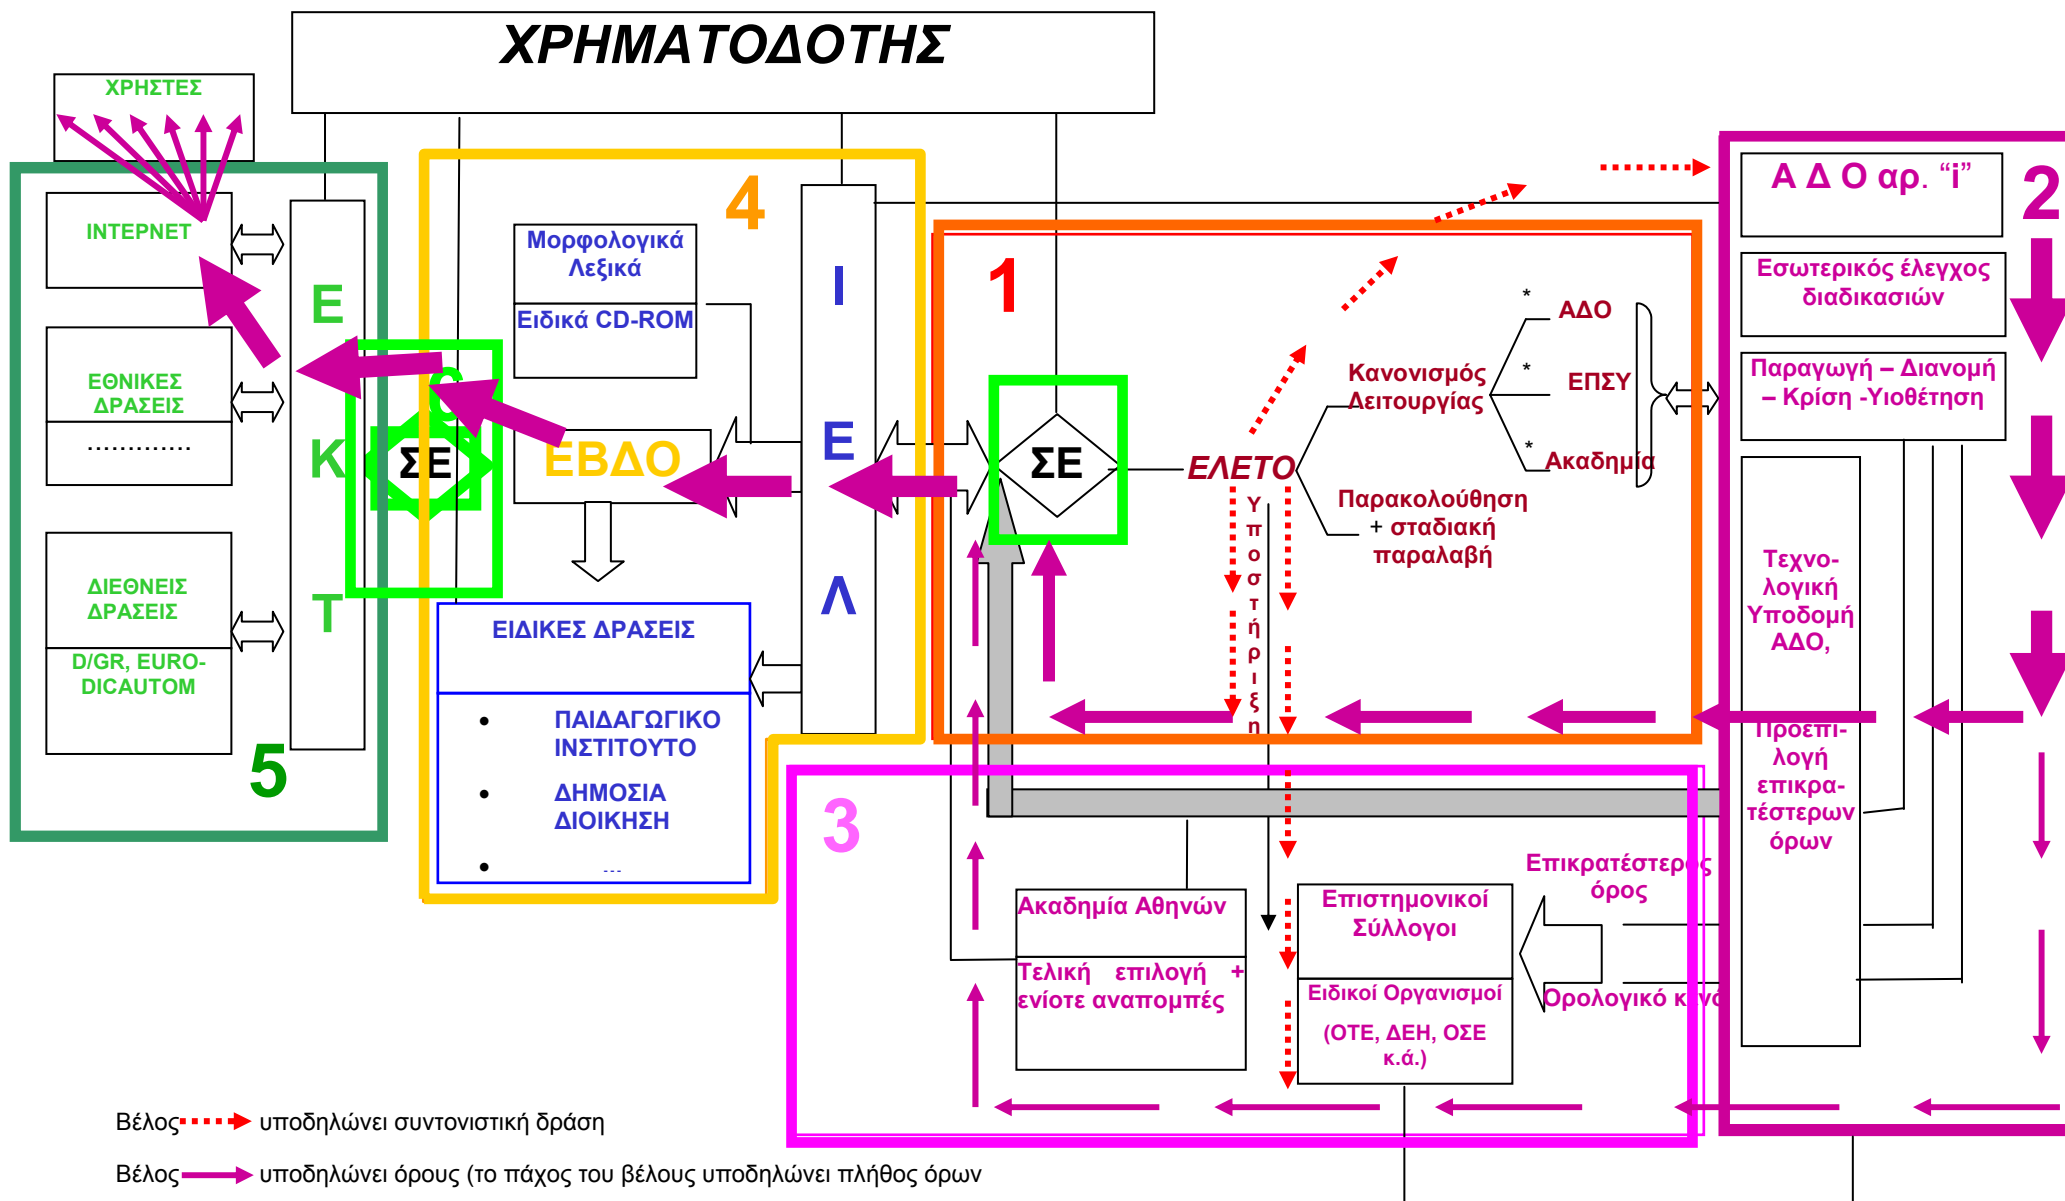 ΧΡΗΜΑΤΟΔΟΤΗΣ
ΧΡΗΣΤΕΣ
ΙΝΤΕΡΝΕΤ
ΕΘΝΙΚΕΣ
ΔΡΑΣΕΙΣ
.............
ΔΙΕΘΝΕΙΣ
ΔΡΑΣΕΙΣ
D/GR, EURO-
DICAUTOM
Ε
Κ
Τ
5
ΣΕ
4
Μορφολογικά
Λεξικά
Ειδικά CD-ROM
ΕΒΔΟ
ΕΙΔΙΚΕΣ ΔΡΑΣΕΙΣ
• ΠΑΙΔΑΓΩΓΙΚΟ
ΙΝΣΤΙΤΟΥΤΟ
• ΔΗΜΟΣΙΑ
ΔΙΟΙΚΗΣΗ
• ...
Ι
Ε
Λ
1
ΣΕ
ΕΛΕΤΟ
Υποστήριξη
Κανονισμός
Λειτουργίας
* ΑΔΟ
* ΕΠΣΥ
* Ακαδημία
Παρακολούθηση
+ σταδιακή
παραλαβή
2
Α Δ Ο αρ. “i”
Εσωτερικός έλεγχος
διαδικασιών
Παραγωγή – Διανομή
– Κρίση -Υιοθέτηση
Τεχνο-
λογική
Υποδομή
ΑΔΟ,
Προεπι-
λογή
επικρα-
τέστερων
όρων
3
Ακαδημία Αθηνών
Τελική επιλογή +
ενίοτε αναπομπές
Επιστημονικοί
Σύλλογοι
Ειδικοί Οργανισμοί
(ΟΤΕ, ΔΕΗ, ΟΣΕ
κ.ά.)
Επικρατέστερος
όρος
Ορολογικό κενό
Βέλος υποδηλώνει συντονιστική δράση
Βέλος υποδηλώνει όρους (το πάχος του βέλους υποδηλώνει πλήθος όρων